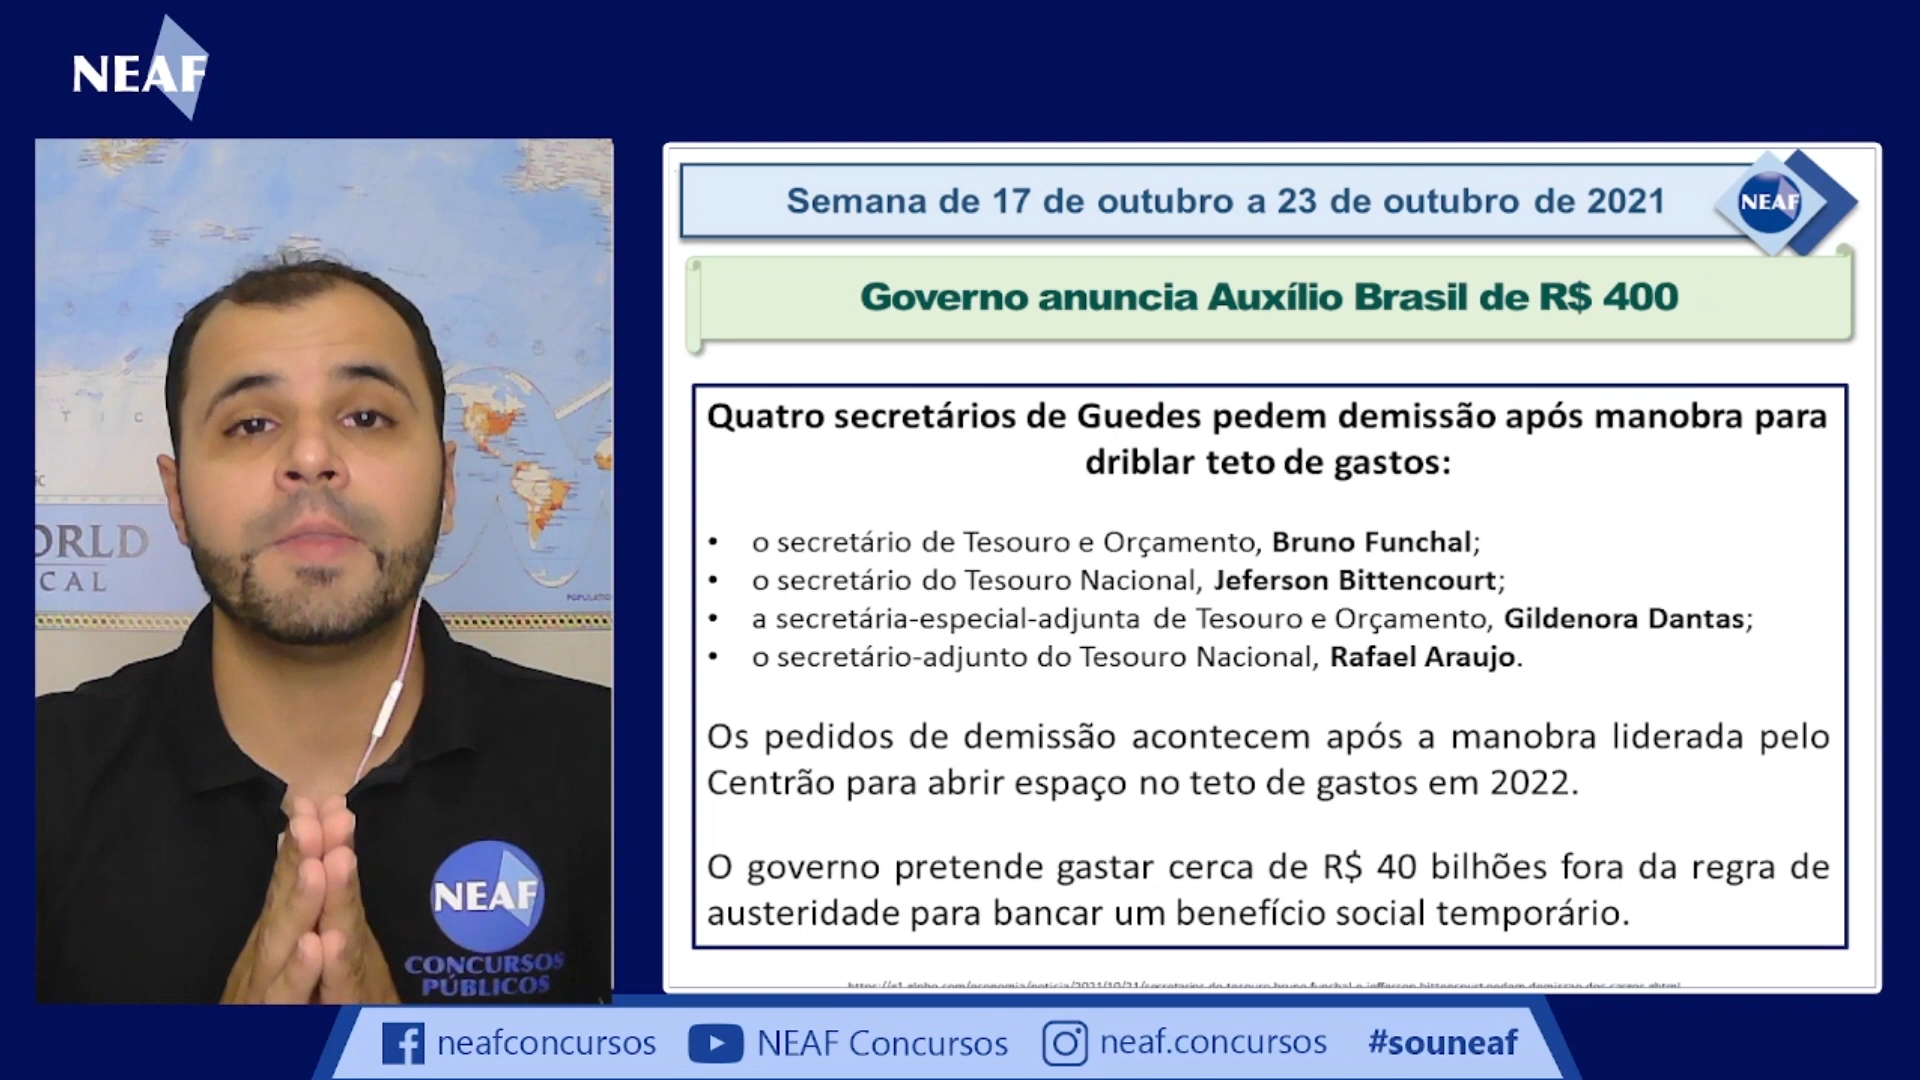 NEAF
Semana de 17 de outubro a 23 de outubro de 2021
NEAF
Governo anuncia Auxílio Brasil de R$ 400
Quatro secretários de Guedes pedem demissão após manobra para
driblar teto de gastos:
• o secretário de Tesouro e Orçamento, Bruno Funchal;
• o secretário do Tesouro Nacional, Jeferson Bittencourt;
• a secretária-especial-adjunta de Tesouro e Orçamento, Gildenora Dantas;
• o secretário-adjunto do Tesouro Nacional, Rafael Araujo.
Os pedidos de demissão acontecem após a manobra liderada pelo
Centrão para abrir espaço no teto de gastos em 2022.
O governo pretende gastar cerca de R$ 40 bilhões fora da regra de
austeridade para bancar um benefício social temporário.
TIC
ORLD
CAL
NEAF
CONCURSOS
PÚBLICOS
neafconcursos
NEAF Concursos
neaf.concursos
#souneaf